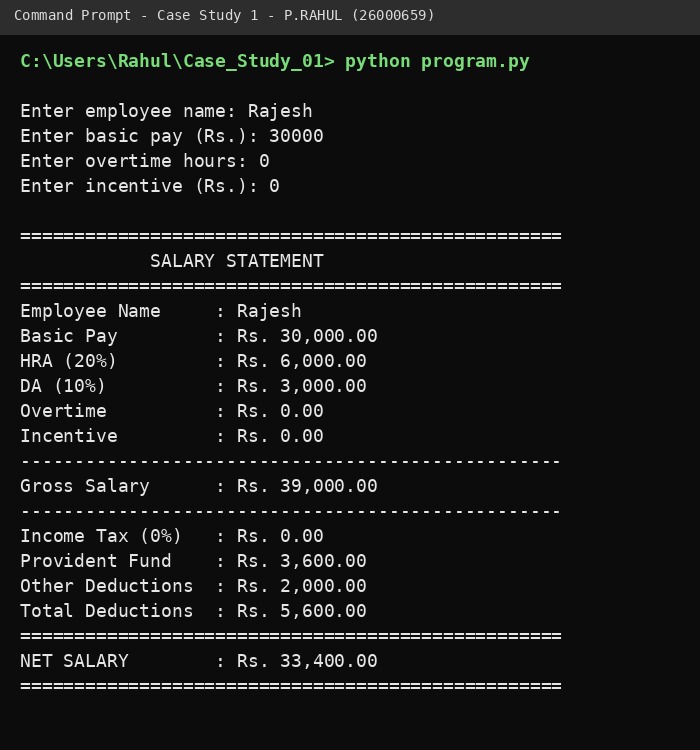 Command Prompt - Case Study 1 - P.RAHUL (26000659)
C:\Users\Rahul\Case_Study_01> python program.py
Enter employee name: Rajesh
Enter basic pay (Rs.): 30000
Enter overtime hours: 0
Enter incentive (Rs.): 0
==================================================
            SALARY STATEMENT
==================================================
Employee Name     : Rajesh
Basic Pay         : Rs. 30,000.00
HRA (20%)         : Rs. 6,000.00
DA (10%)          : Rs. 3,000.00
Overtime          : Rs. 0.00
Incentive         : Rs. 0.00
--------------------------------------------------
Gross Salary      : Rs. 39,000.00
--------------------------------------------------
Income Tax (0%)   : Rs. 0.00
Provident Fund    : Rs. 3,600.00
Other Deductions  : Rs. 2,000.00
Total Deductions  : Rs. 5,600.00
==================================================
NET SALARY        : Rs. 33,400.00
==================================================